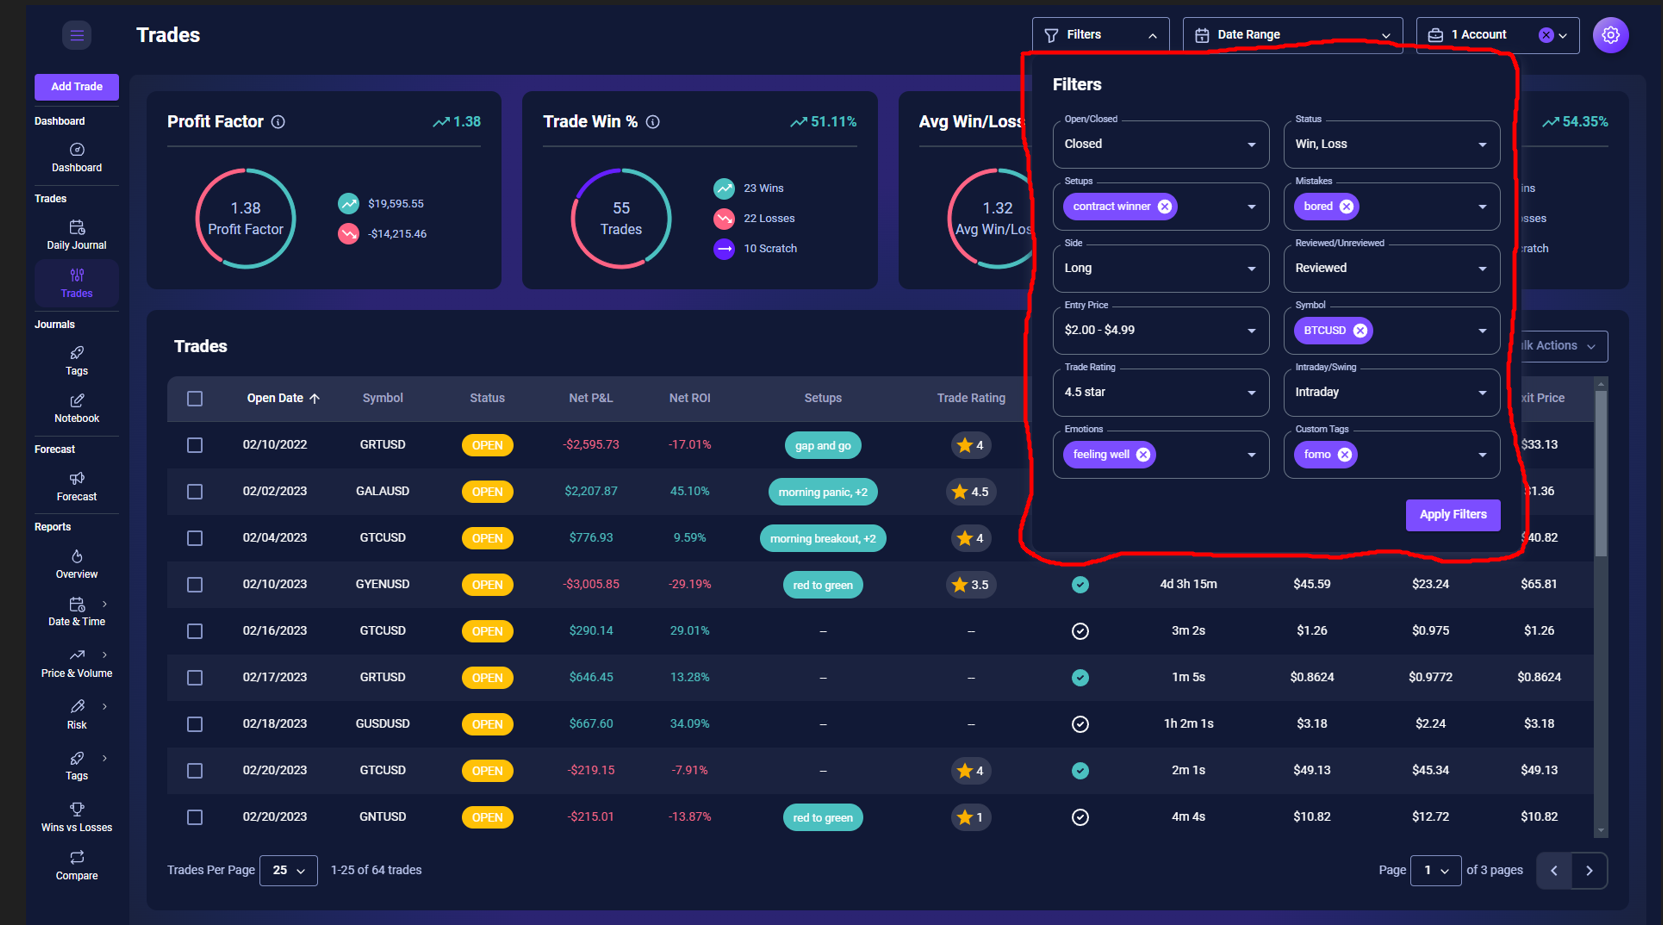 Trades
Filters
Date Range
1 Account
Add Trade
Dashboard
Dashboard
Trades
Daily Journal
Trades
Journals
Tags
Notebook
Forecast
Forecast
Reports
Overview
Date & Time
Price & Volume
Risk
Tags
Wins vs Losses
Compare
Profit Factor 1.38
1.38
Profit Factor
$19,595.55
-$14,215.46
Trade Win % 51.11%
55
Trades
23 Wins
22 Losses
10 Scratch
Avg Win/Loss
1.32
Avg Win/Los
54.35%
ins
sses
ratch
Filters
Open/Closed
Closed
Status
Win, Loss
Setups
contract winner
Mistakes
bored
Side
Long
Reviewed/Unreviewed
Reviewed
Entry Price
$2.00 - $4.99
Symbol
BTCUSD
Trade Rating
4.5 star
Intraday/Swing
Intraday
Emotions
feeling well
Custom Tags
fomo
Apply Filters
Trades
lk Actions
Open Date Symbol Status Net P&L Net ROI Setups Trade Rating xit Price
02/10/2022 GRTUSD OPEN -$2,595.73 -17.01% gap and go 4 $33.13
02/02/2023 GALAUSD OPEN $2,207.87 45.10% morning panic, +2 4.5 $1.36
02/04/2023 GTCUSD OPEN $776.93 9.59% morning breakout, +2 4 $40.82
02/10/2023 GYENUSD OPEN -$3,005.85 -29.19% red to green 3.5 4d 3h 15m $45.59 $23.24 $65.81
02/16/2023 GTCUSD OPEN $290.14 29.01% – – 3m 2s $1.26 $0.975 $1.26
02/17/2023 GRTUSD OPEN $646.45 13.28% – – 1m 5s $0.8624 $0.9772 $0.8624
02/18/2023 GUSDUSD OPEN $667.60 34.09% – – 1h 2m 1s $3.18 $2.24 $3.18
02/20/2023 GTCUSD OPEN -$219.15 -7.91% – 4 2m 1s $49.13 $45.34 $49.13
02/20/2023 GNTUSD OPEN -$215.01 -13.87% red to green 1 4m 4s $10.82 $12.72 $10.82
Trades Per Page 25 1-25 of 64 trades
Page 1 of 3 pages